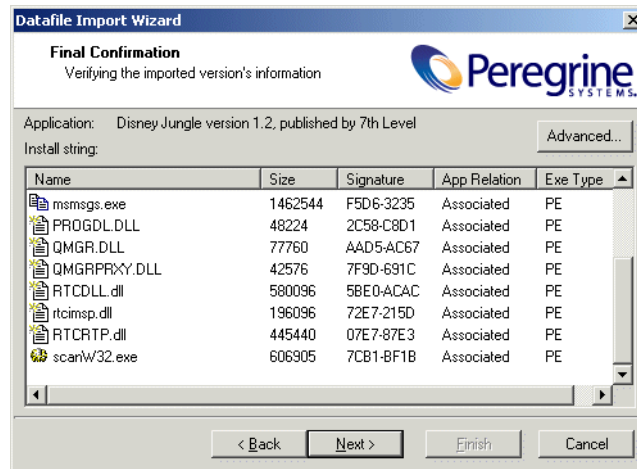 Datafile Import Wizard
Final Confirmation
Verifying the imported version's information
Peregrine
SYSTEMS.
Application: Disney Jungle version 1.2, published by 7th Level
Advanced...
Install string:
Name Size Signature App Relation Exe Type
msmsgs.exe 1462544 F5D6-3235 Associated PE
PROGDL.DLL 48224 2C58-C8D1 Associated PE
QMGR.DLL 77760 AAD5-AC67 Associated PE
QMGRPRXY.DLL 42576 7F9D-691C Associated PE
RTCDLL.dll 580096 5BE0-ACAC Associated PE
rtcimsp.dll 196096 72E7-215D Associated PE
RTCRTP.dll 445440 07E7-87E3 Associated PE
scanW32.exe 606905 7CB1-BF1B Associated PE
< Back Next > Finish Cancel